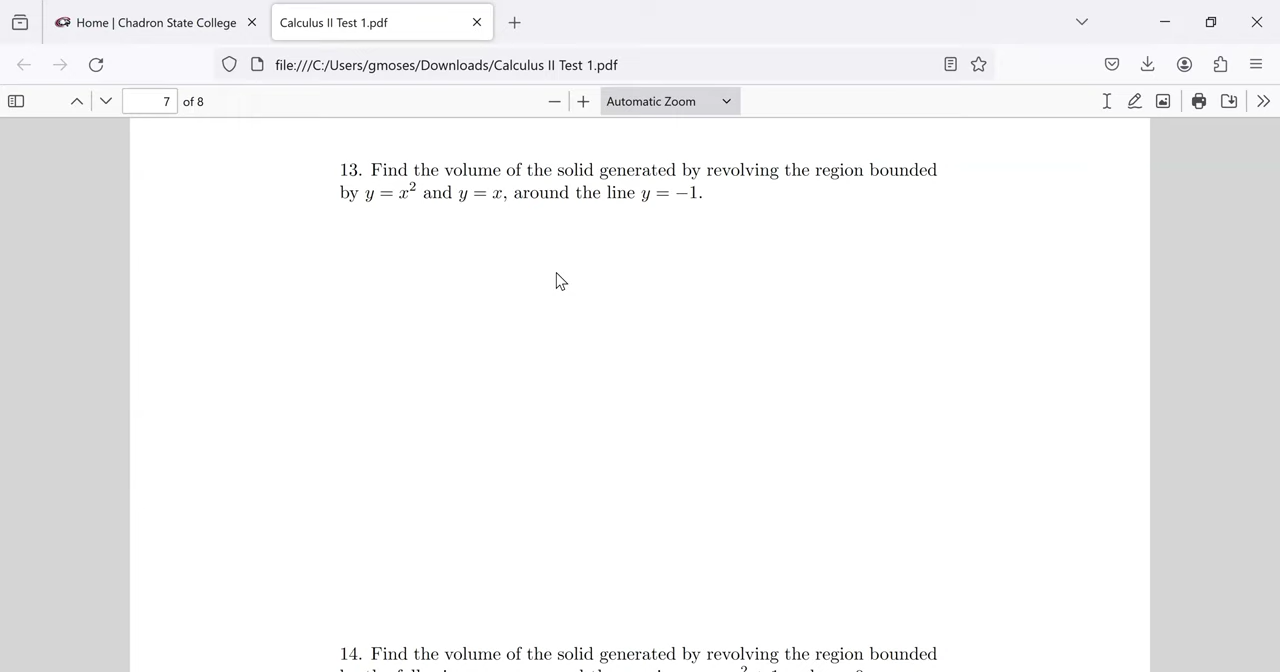 Home | Chadron State College
Calculus II Test 1.pdf
file:///C:/Users/gmoses/Downloads/Calculus II Test 1.pdf
7 of 8
Automatic Zoom
13. Find the volume of the solid generated by revolving the region bounded
by y = x² and y = x, around the line y = −1.
14. Find the volume of the solid generated by revolving the region bounded